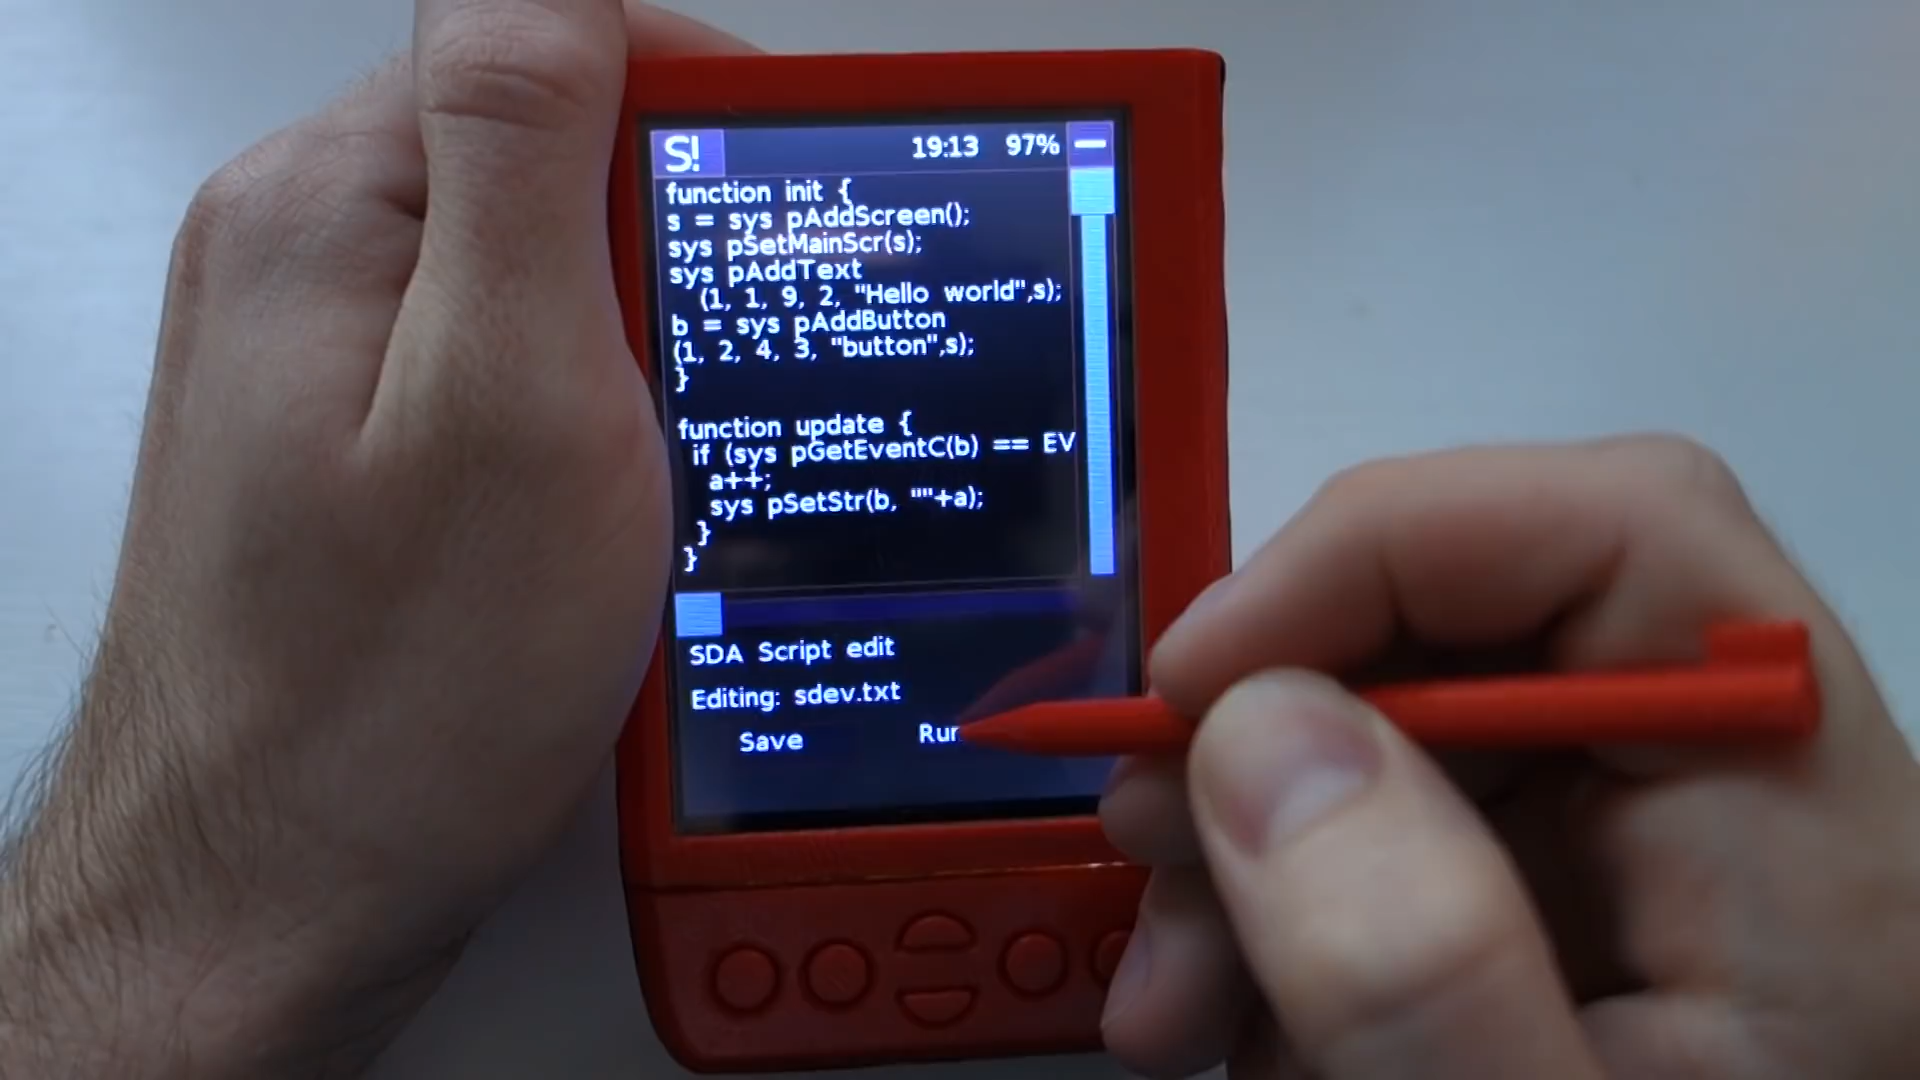 S! 19:13 97%
function init {
s = sys pAddScreen();
sys pSetMainScr(s);
sys pAddText
(1, 1, 9, 2, "Hello world",s);
b = sys pAddButton
(1, 2, 4, 3, "button",s);
}
function update {
if (sys pGetEventC(b) == EV
a++;
sys pSetStr(b, ""+a);
}
}
SDA Script edit
Editing: sdev.txt
Save Run